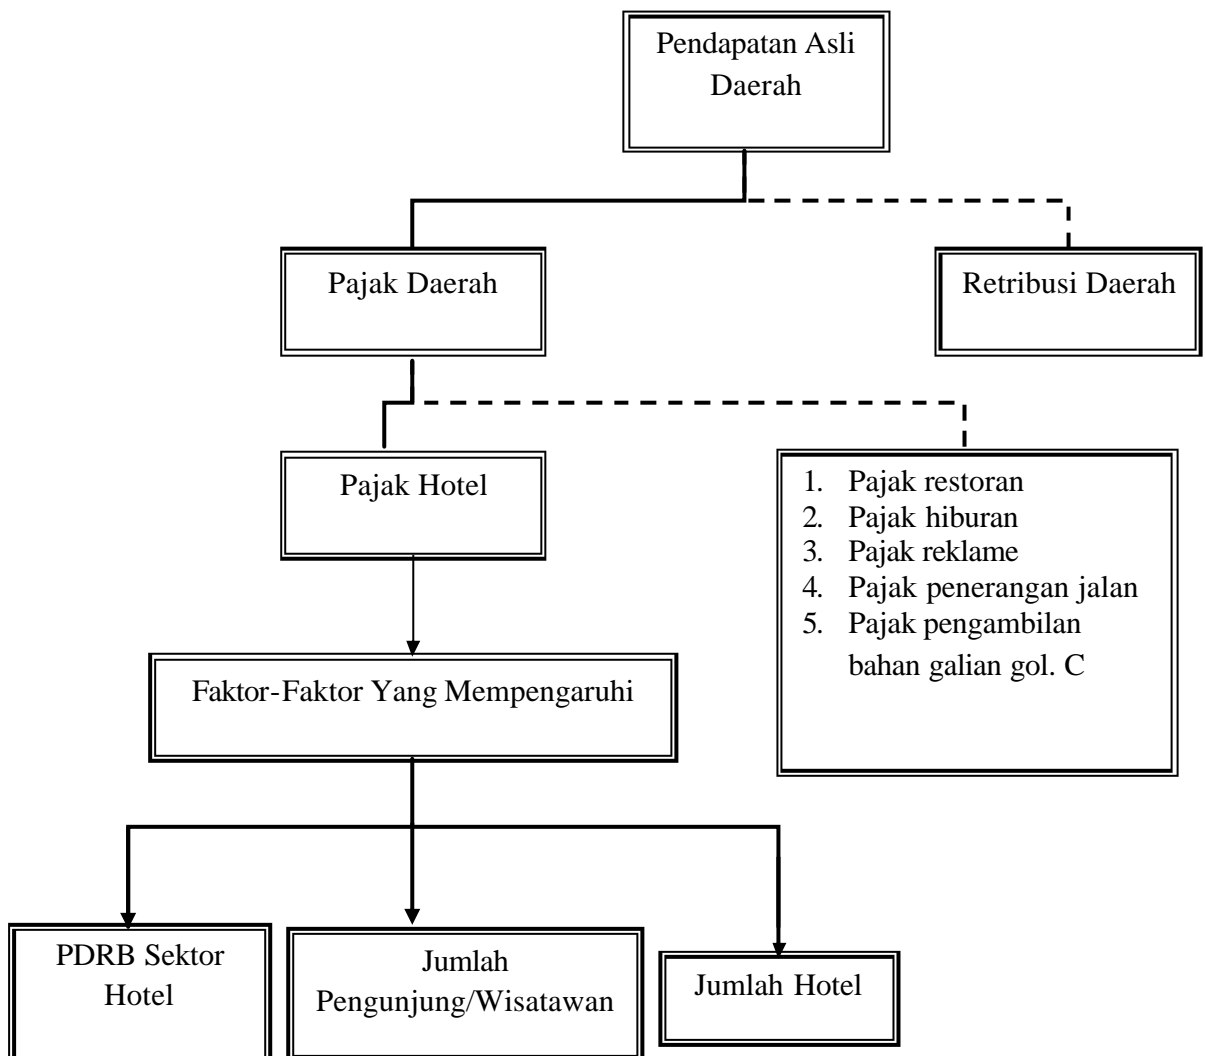 Pendapatan Asli
Daerah
Pajak Daerah
Retribusi Daerah
Pajak Hotel
1. Pajak restoran
2. Pajak hiburan
3. Pajak reklame
4. Pajak penerangan jalan
5. Pajak pengambilan
bahan galian gol. C
Faktor-Faktor Yang Mempengaruhi
PDRB Sektor
Hotel
Jumlah
Pengunjung/Wisatawan
Jumlah Hotel